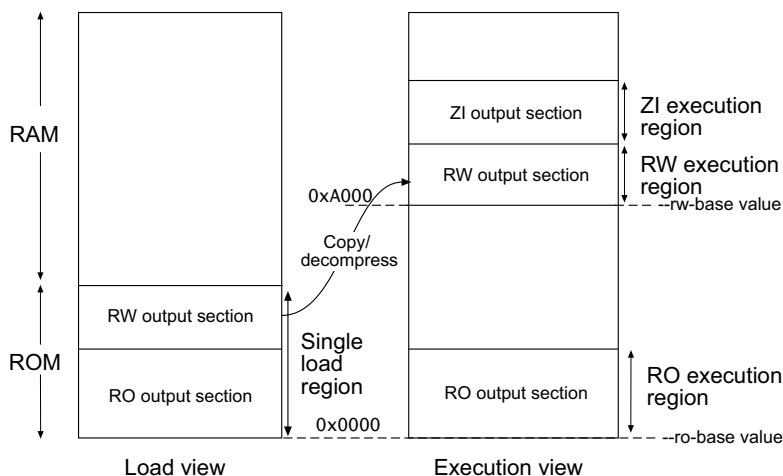 RAM
ROM
RW output section
RO output section
Load view
Single
load
region
0x0000
0xA000
Copy/
decompress
ZI output section
RW output section
RO output section
Execution view
ZI execution
region
RW execution
region
--rw-base value
RO execution
region
--ro-base value